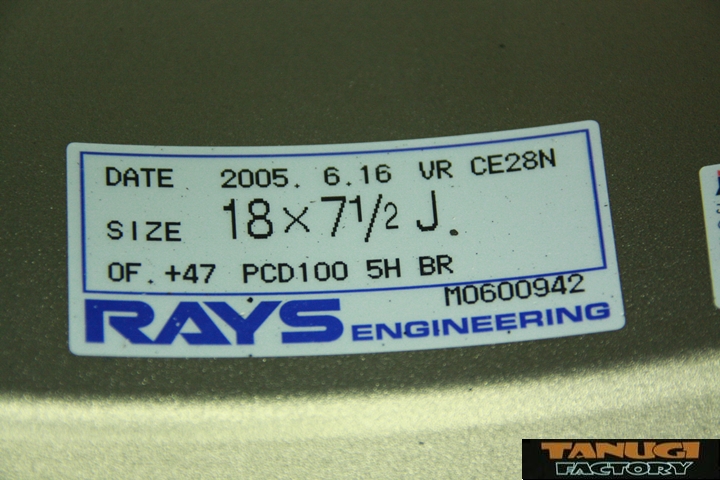 DATE 2005. 6.16 VR CE28N
SIZE 18×7½ J.
OF. +47 PCD100 5H BR
M0600942
RAYS ENGINEERING
TANUGI
FACTORY